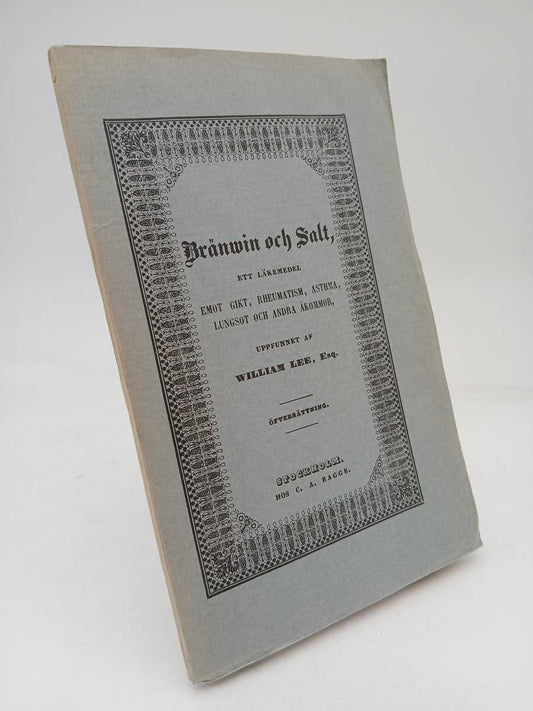 Bränwin och Salt,
ETT LÄKEMEDEL
EMOT GIKT, RHEUMATISM, ASTHMA,
LUNGSOT OCH ANDRA ÅKOMMOR,
UPPFUNNET AF
WILLIAM LEE, Esq.
ÖFVERSÄTTNING.
STOCKHOLM.
HOS C. A. BAGGE.